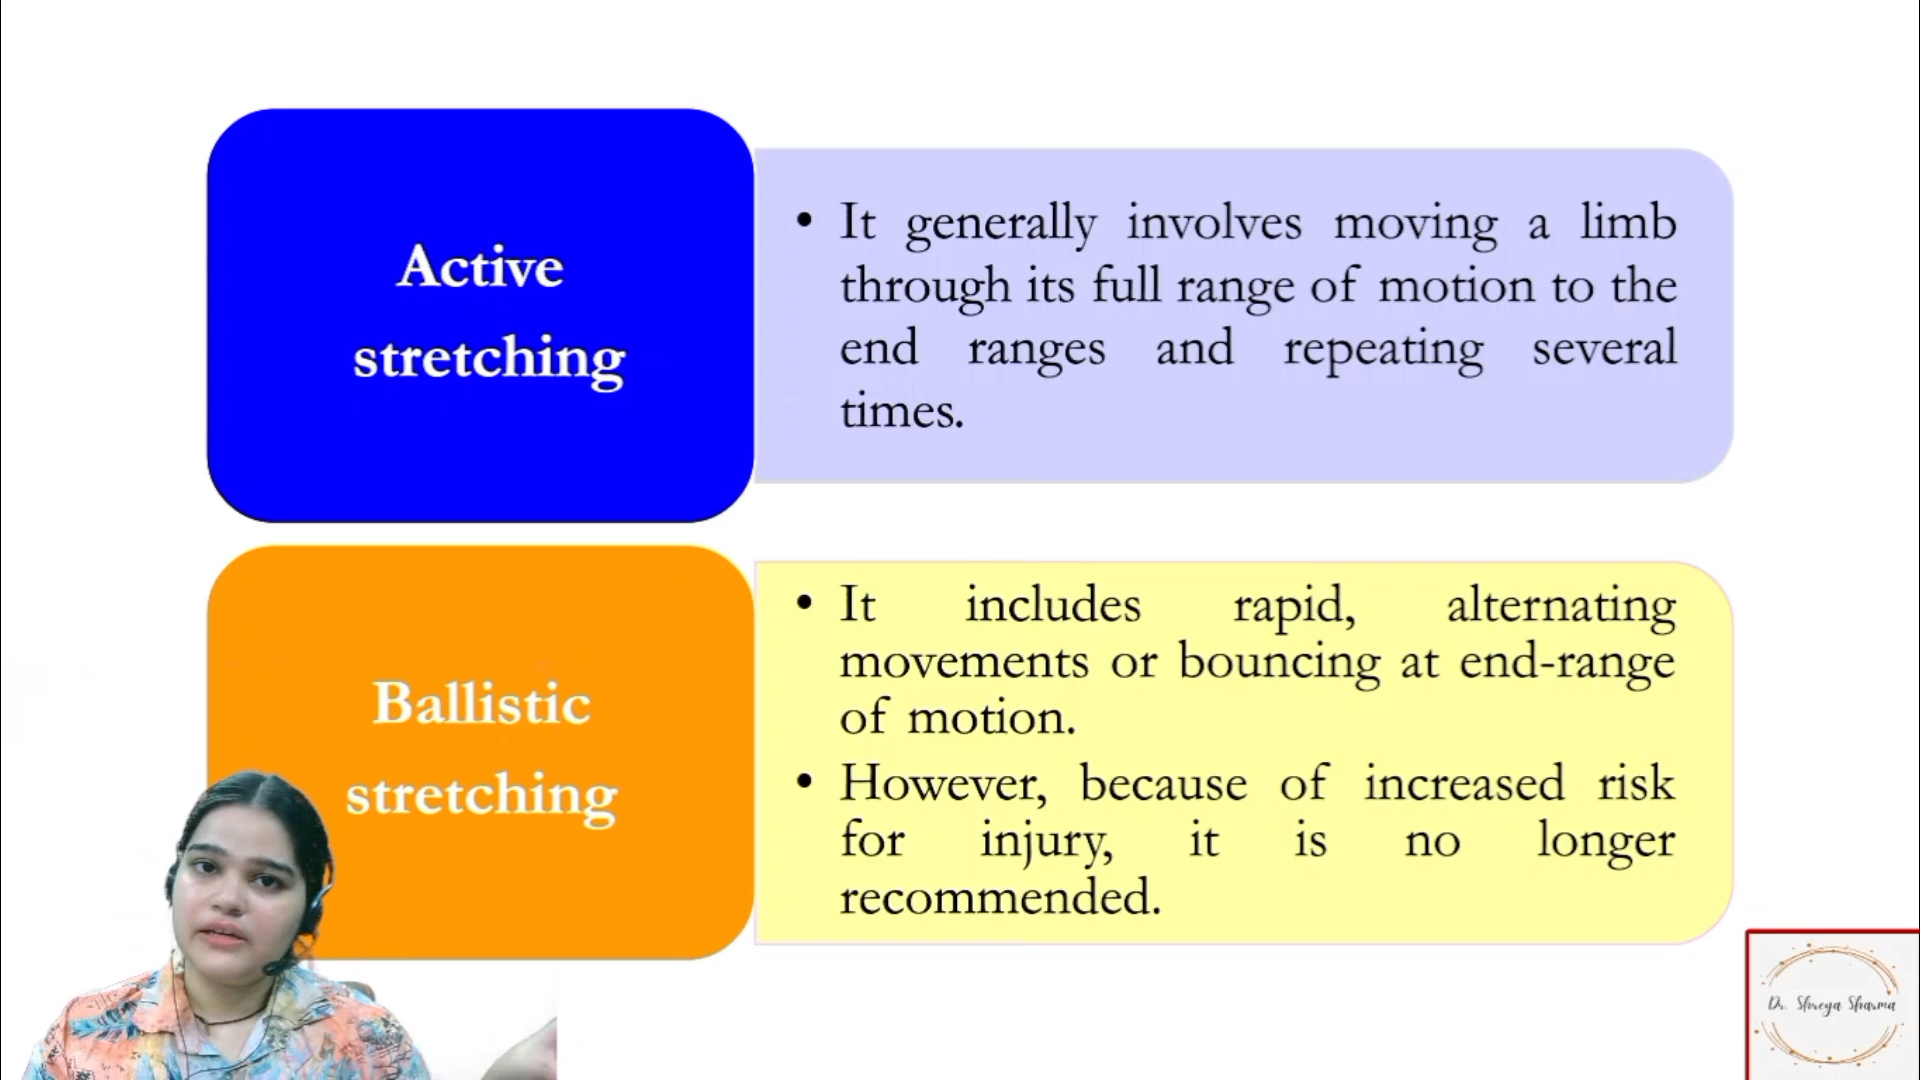 Active
stretching
• It generally involves moving a limb
through its full range of motion to the
end ranges and repeating several
times.
Ballistic
stretching
• It includes rapid, alternating
movements or bouncing at end-range
of motion.
• However, because of increased risk
for injury, it is no longer
recommended.
Dr. Shreya Sharma